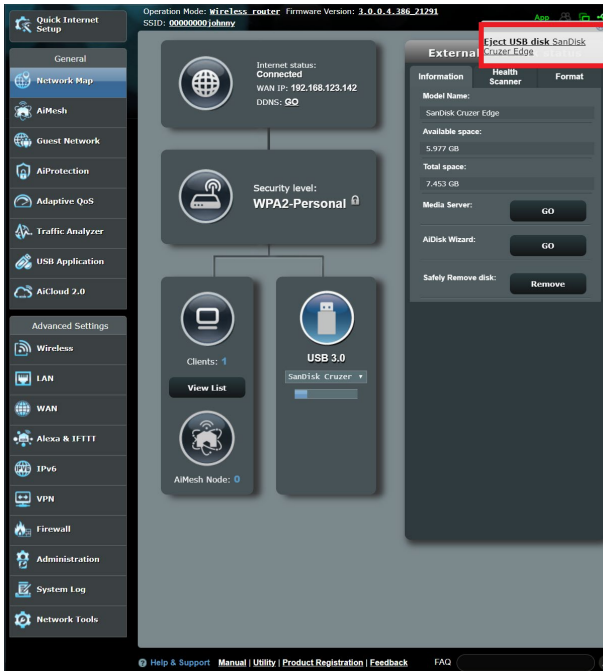 Quick Internet
Setup
General
Network Map
AiMesh
Guest Network
AiProtection
Adaptive QoS
Traffic Analyzer
USB Application
AiCloud 2.0
Advanced Settings
Wireless
LAN
WAN
Alexa & IFTTT
IPv6
VPN
Firewall
Administration
System Log
Network Tools
Operation Mode: Wireless router Firmware Version: 3.0.0.4.386_21291
SSID: 00000000johnny
App
Internet status:
Connected
WAN IP: 192.168.123.142
DDNS: GO
Security level:
WPA2-Personal
Clients: 1
View List
AiMesh Node: 0
USB 3.0
SanDisk Cruzer
Eject USB disk SanDisk
Cruzer Edge
External
Information
Health
Scanner
Format
Model Name:
SanDisk Cruzer Edge
Available space:
5.977 GB
Total space:
7.453 GB
Media Server:
GO
AiDisk Wizard:
GO
Safely Remove disk:
Remove
Help & Support Manual | Utility | Product Registration | Feedback
FAQ